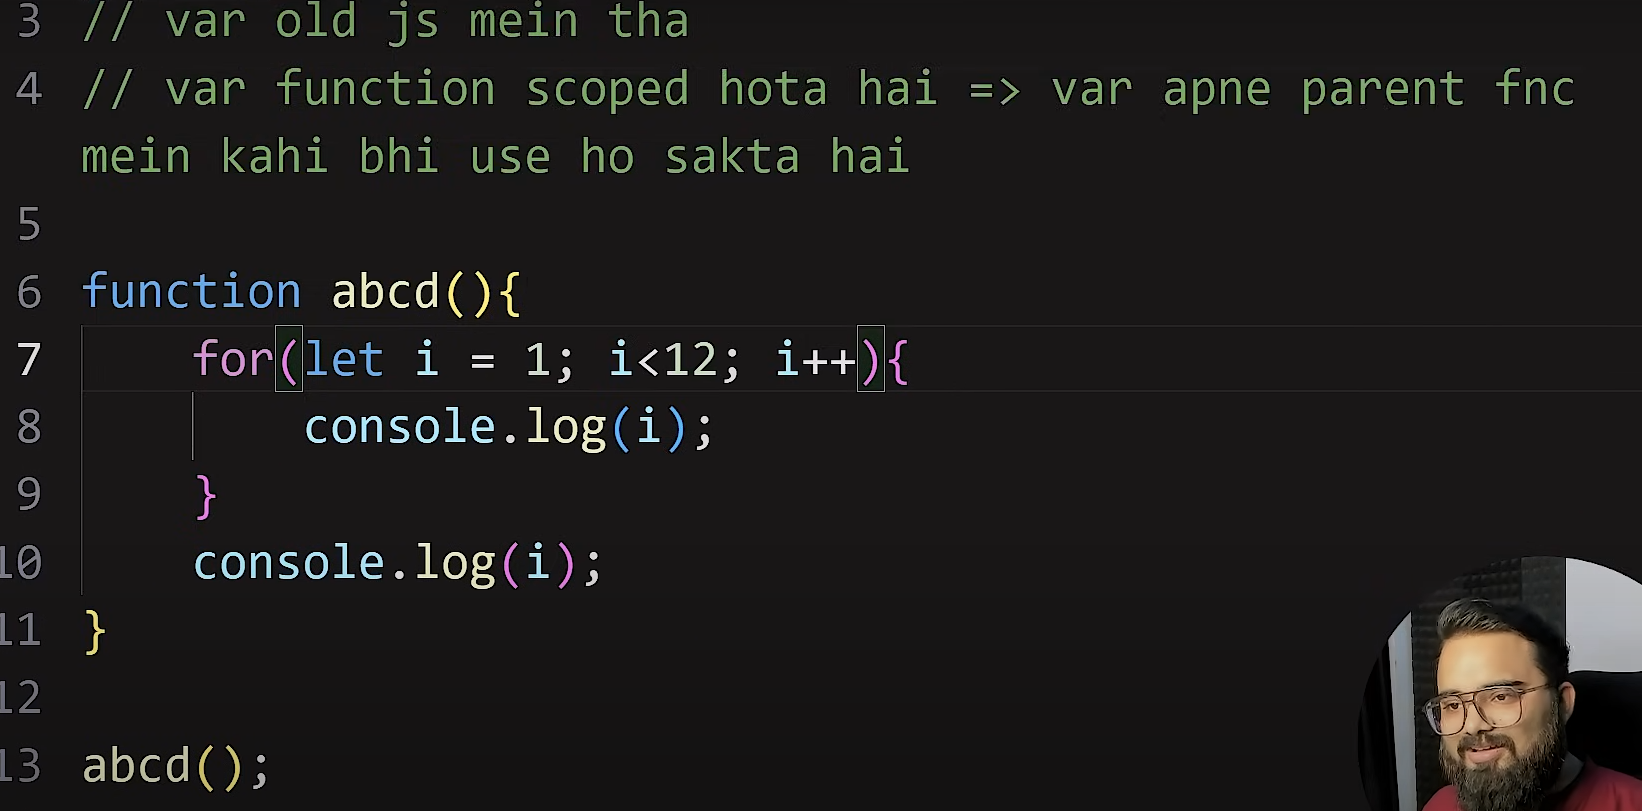 3 // var old js mein tha
4 // var function scoped hota hai => var apne parent fnc
mein kahi bhi use ho sakta hai
5
6 function abcd(){
7 for(let i = 1; i<12; i++){
8 console.log(i);
9 }
10 console.log(i);
11 }
12
13 abcd();